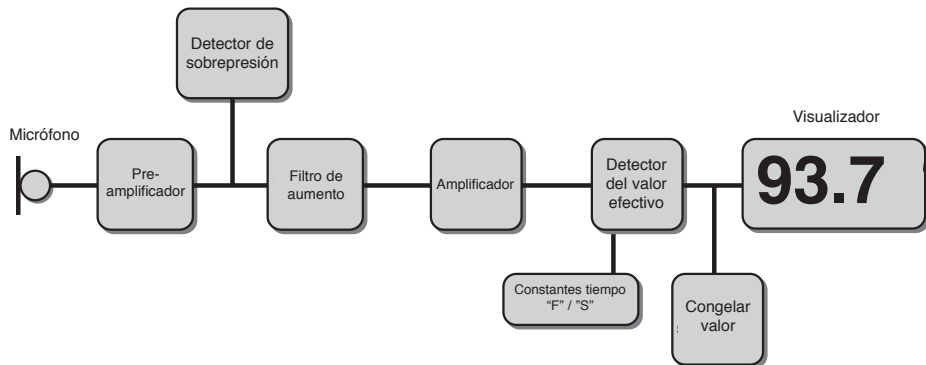 Detector de
sobrepresión
Micrófono
Visualizador
Pre-
amplificador
Filtro de
aumento
Amplificador
Detector
del valor
efectivo
93.7
Constantes tiempo
“F” / ”S”
Congelar
valor